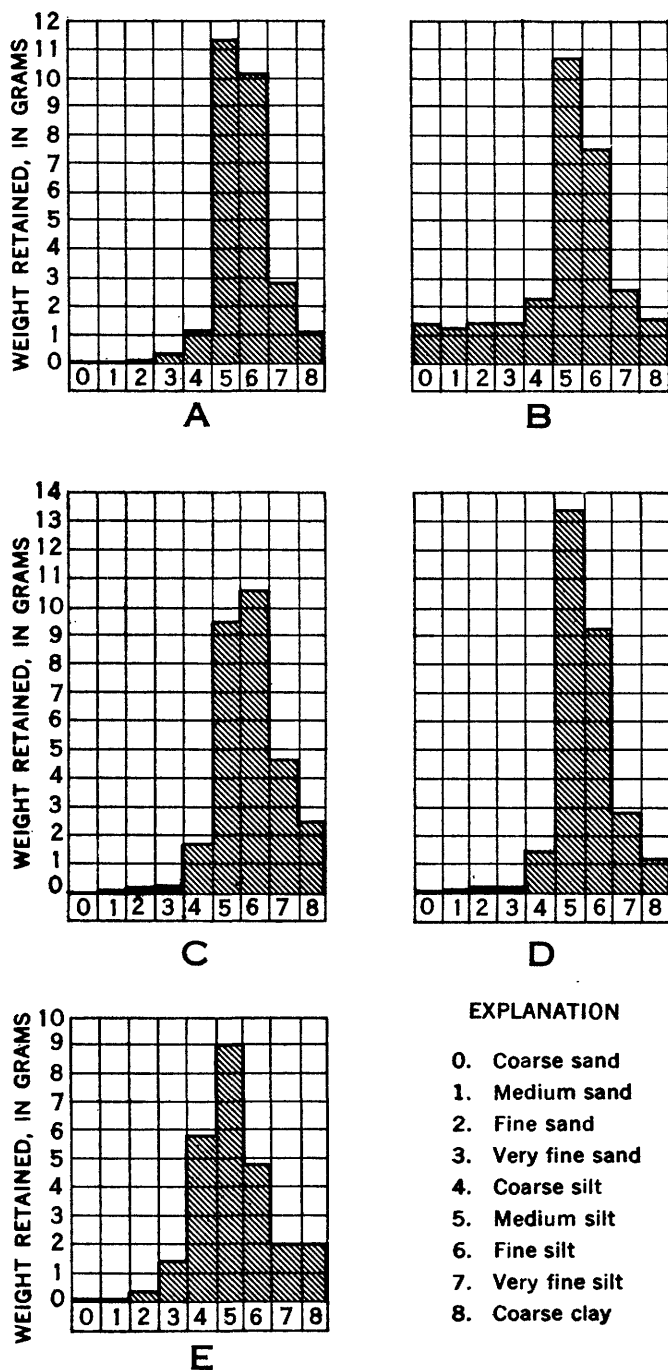 WEIGHT RETAINED, IN GRAMS
12
11
10
9
8
7
6
5
4
3
2
1
0
0 1 2 3 4 5 6 7 8
A
0 1 2 3 4 5 6 7 8
B
WEIGHT RETAINED, IN GRAMS
14
13
12
11
10
9
8
7
6
5
4
3
2
1
0
0 1 2 3 4 5 6 7 8
C
0 1 2 3 4 5 6 7 8
D
WEIGHT RETAINED, IN GRAMS
10
9
8
7
6
5
4
3
2
1
0
0 1 2 3 4 5 6 7 8
E
EXPLANATION
0. Coarse sand
1. Medium sand
2. Fine sand
3. Very fine sand
4. Coarse silt
5. Medium silt
6. Fine silt
7. Very fine silt
8. Coarse clay